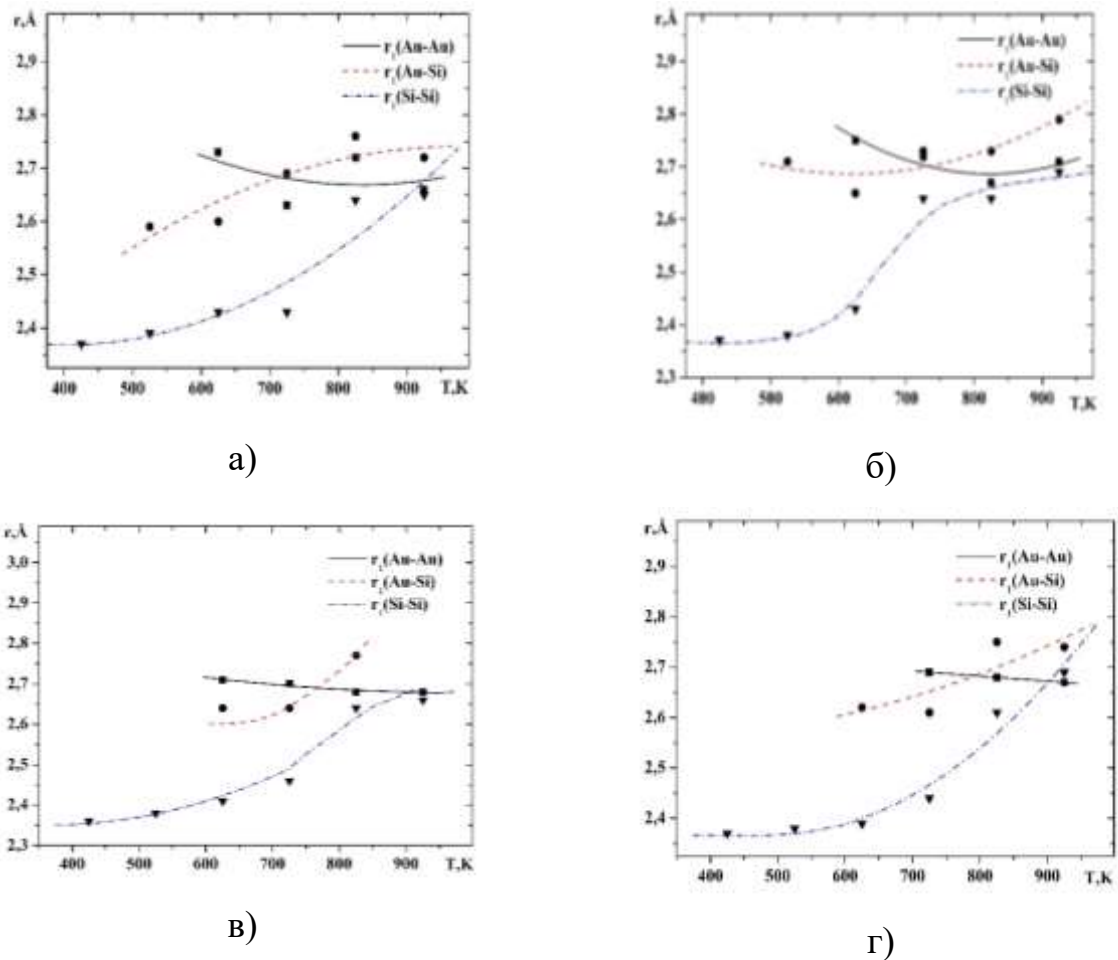 r,Å
2,9
2,8
2,7
2,6
2,5
2,4
r₁(Au-Au)
r₁(Au-Si)
r₁(Si-Si)
400 500 600 700 800 900 T,K
а)
2,9
2,8
2,7
2,6
2,5
2,4
2,3
r₁(Au-Au)
r₁(Au-Si)
r₁(Si-Si)
400 500 600 700 800 900 T,K
б)
r,Å
3,0
2,9
2,8
2,7
2,6
2,5
2,4
2,3
r₁(Au-Au)
r₁(Au-Si)
r₁(Si-Si)
400 500 600 700 800 900 T,K
в)
r,Å
2,9
2,8
2,7
2,6
2,5
2,4
r₁(Au-Au)
r₁(Au-Si)
r₁(Si-Si)
400 500 600 700 800 900 T,K
г)